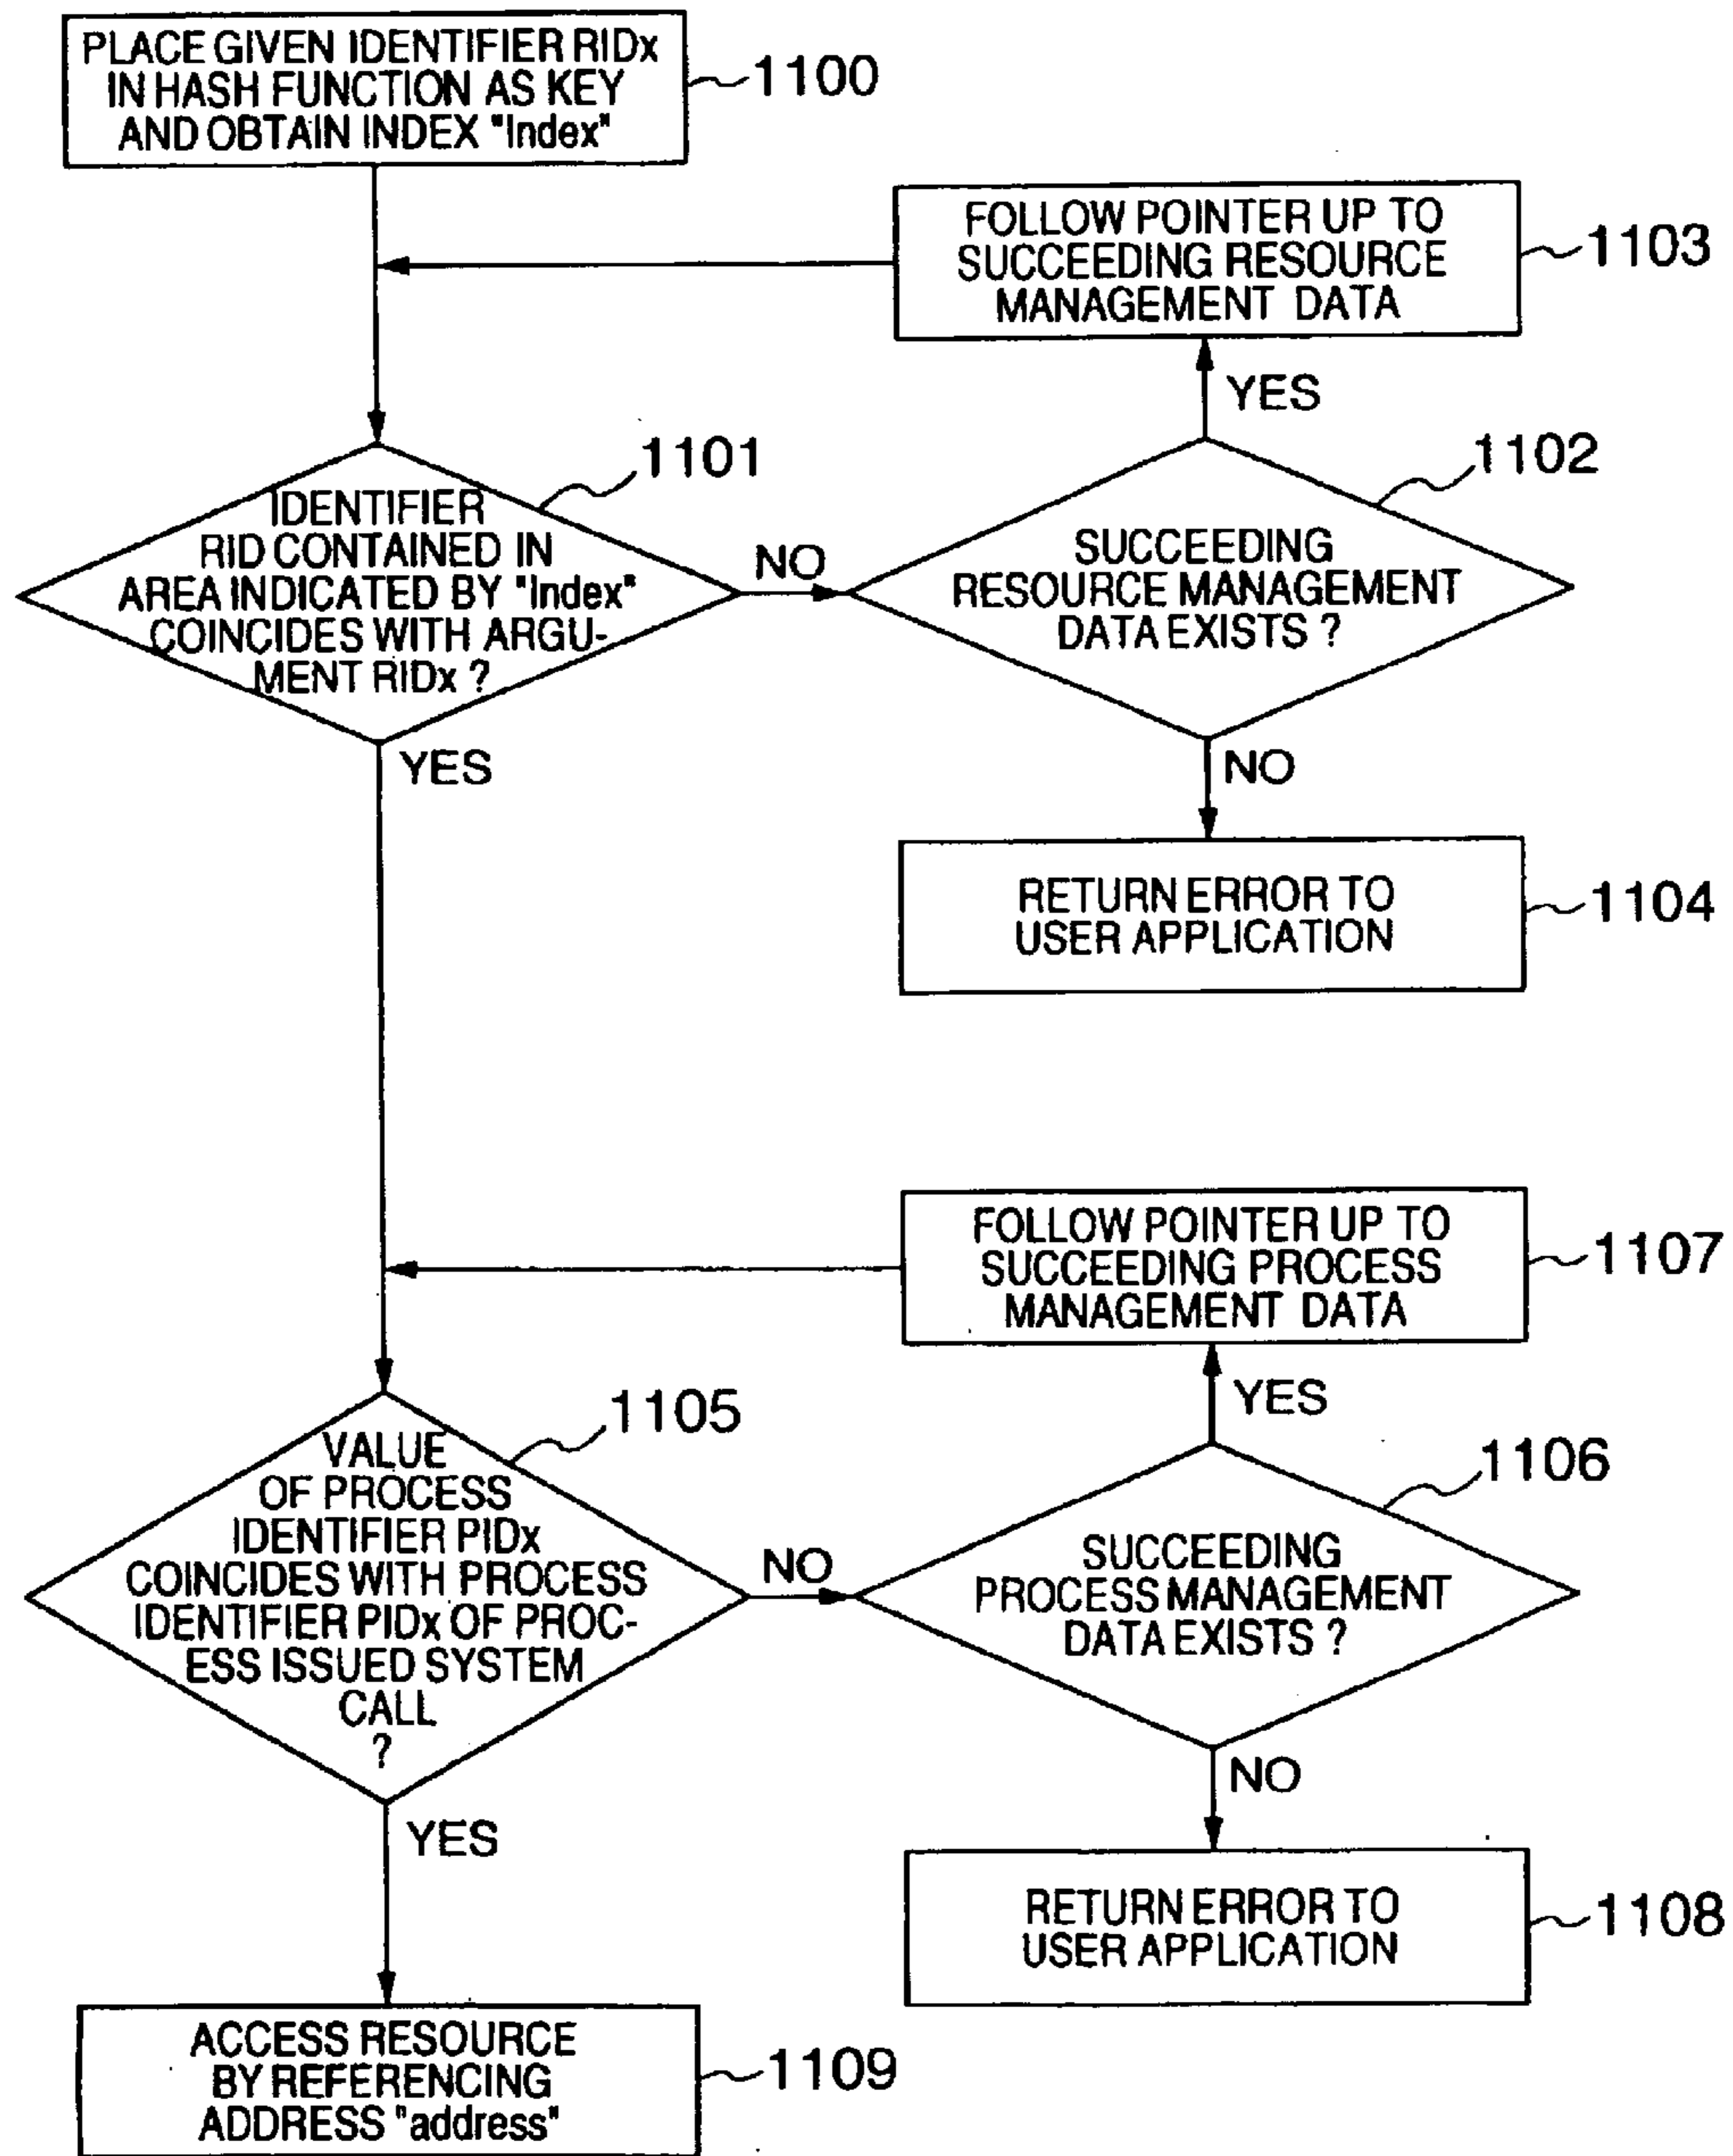 PLACE GIVEN IDENTIFIER RIDx
IN HASH FUNCTION AS KEY
AND OBTAIN INDEX "Index"
1100
FOLLOW POINTER UP TO
SUCCEEDING RESOURCE
MANAGEMENT DATA
1103
YES
1101
IDENTIFIER
RID CONTAINED IN
AREA INDICATED BY "Index"
COINCIDES WITH ARGU-
MENT RIDx ?
NO
1102
SUCCEEDING
RESOURCE MANAGEMENT
DATA EXISTS ?
YES
NO
RETURN ERROR TO
USER APPLICATION
1104
FOLLOW POINTER UP TO
SUCCEEDING PROCESS
MANAGEMENT DATA
1107
YES
1105
VALUE
OF PROCESS
IDENTIFIER PIDx
COINCIDES WITH PROCESS
IDENTIFIER PIDx OF PROC-
ESS ISSUED SYSTEM
CALL
?
NO
1106
SUCCEEDING
PROCESS MANAGEMENT
DATA EXISTS ?
NO
YES
RETURN ERROR TO
USER APPLICATION
1108
ACCESS RESOURCE
BY REFERENCING
ADDRESS "address"
1109